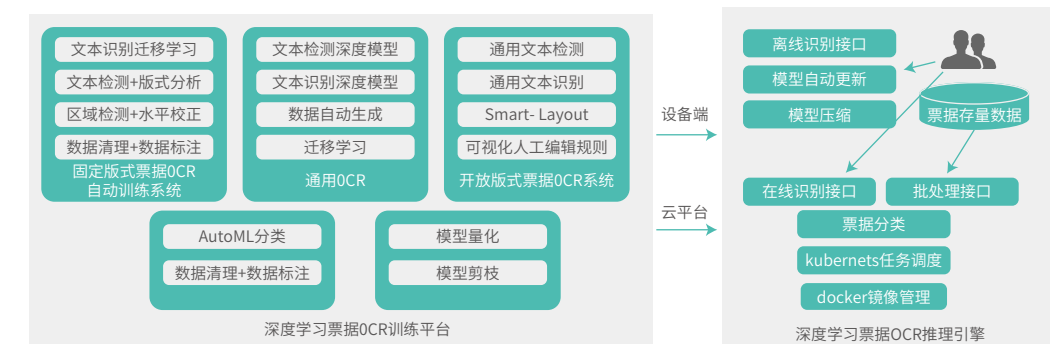 文本识别迁移学习
文本检测+版式分析
区域检测+水平校正
数据清理+数据标注
固定版式票据0CR
自动训练系统
文本检测深度模型
文本识别深度模型
数据自动生成
迁移学习
通用0CR
通用文本检测
通用文本识别
Smart- Layout
可视化人工编辑规则
开放版式票据0CR系统
AutoML分类
数据清理+数据标注
模型量化
模型剪枝
深度学习票据0CR训练平台
设备端
云平台
离线识别接口
模型自动更新
模型压缩
票据存量数据
在线识别接口
批处理接口
票据分类
kubernets任务调度
docker镜像管理
深度学习票据OCR推理引擎